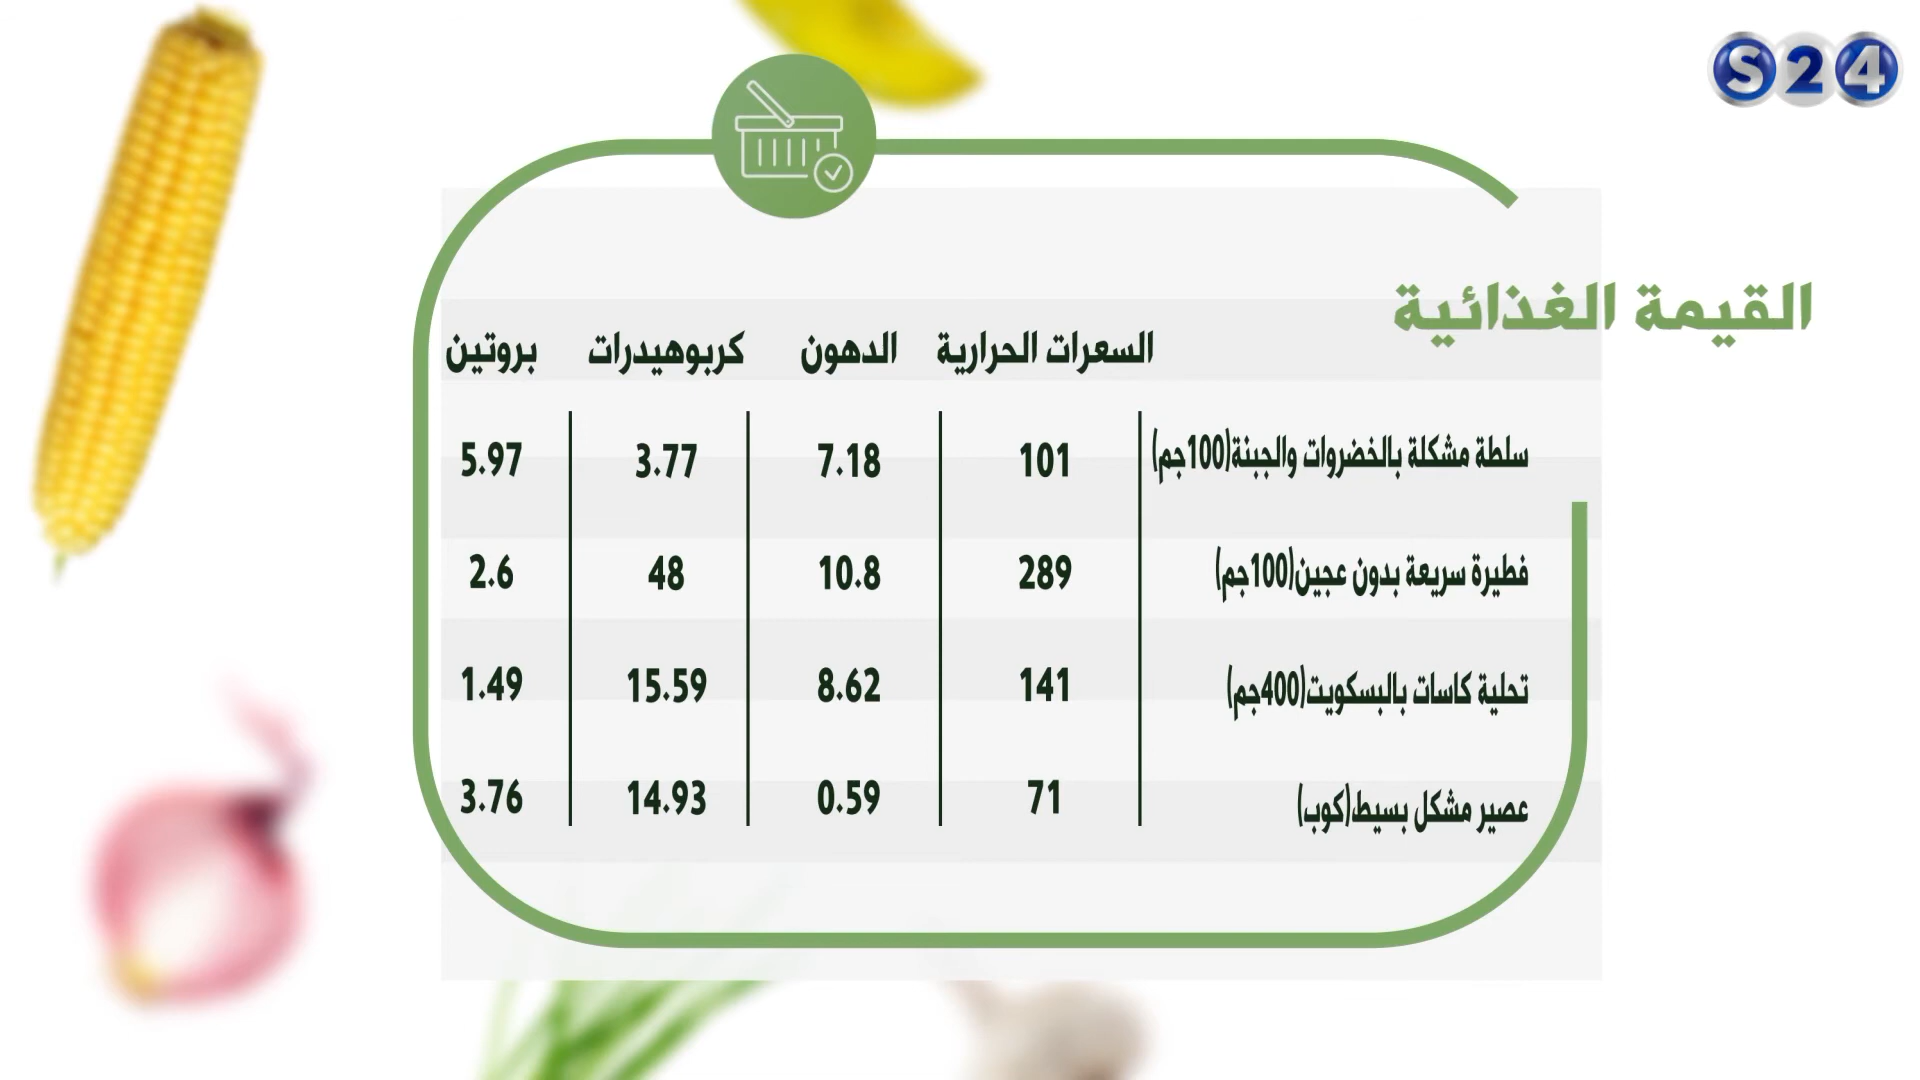 S24
القيمة الغذائية
السعرات الحرارية الدهون كربوهيدرات بروتين
سلطة مشكلة بالخضروات والجبنة(100جم) 101 7.18 3.77 5.97
فطيرة سريعة بدون عجين(100جم) 289 10.8 48 2.6
تحلية كاسات بالبسكويت(400جم) 141 8.62 15.59 1.49
عصير مشكل بسيط(كوب) 71 0.59 14.93 3.76